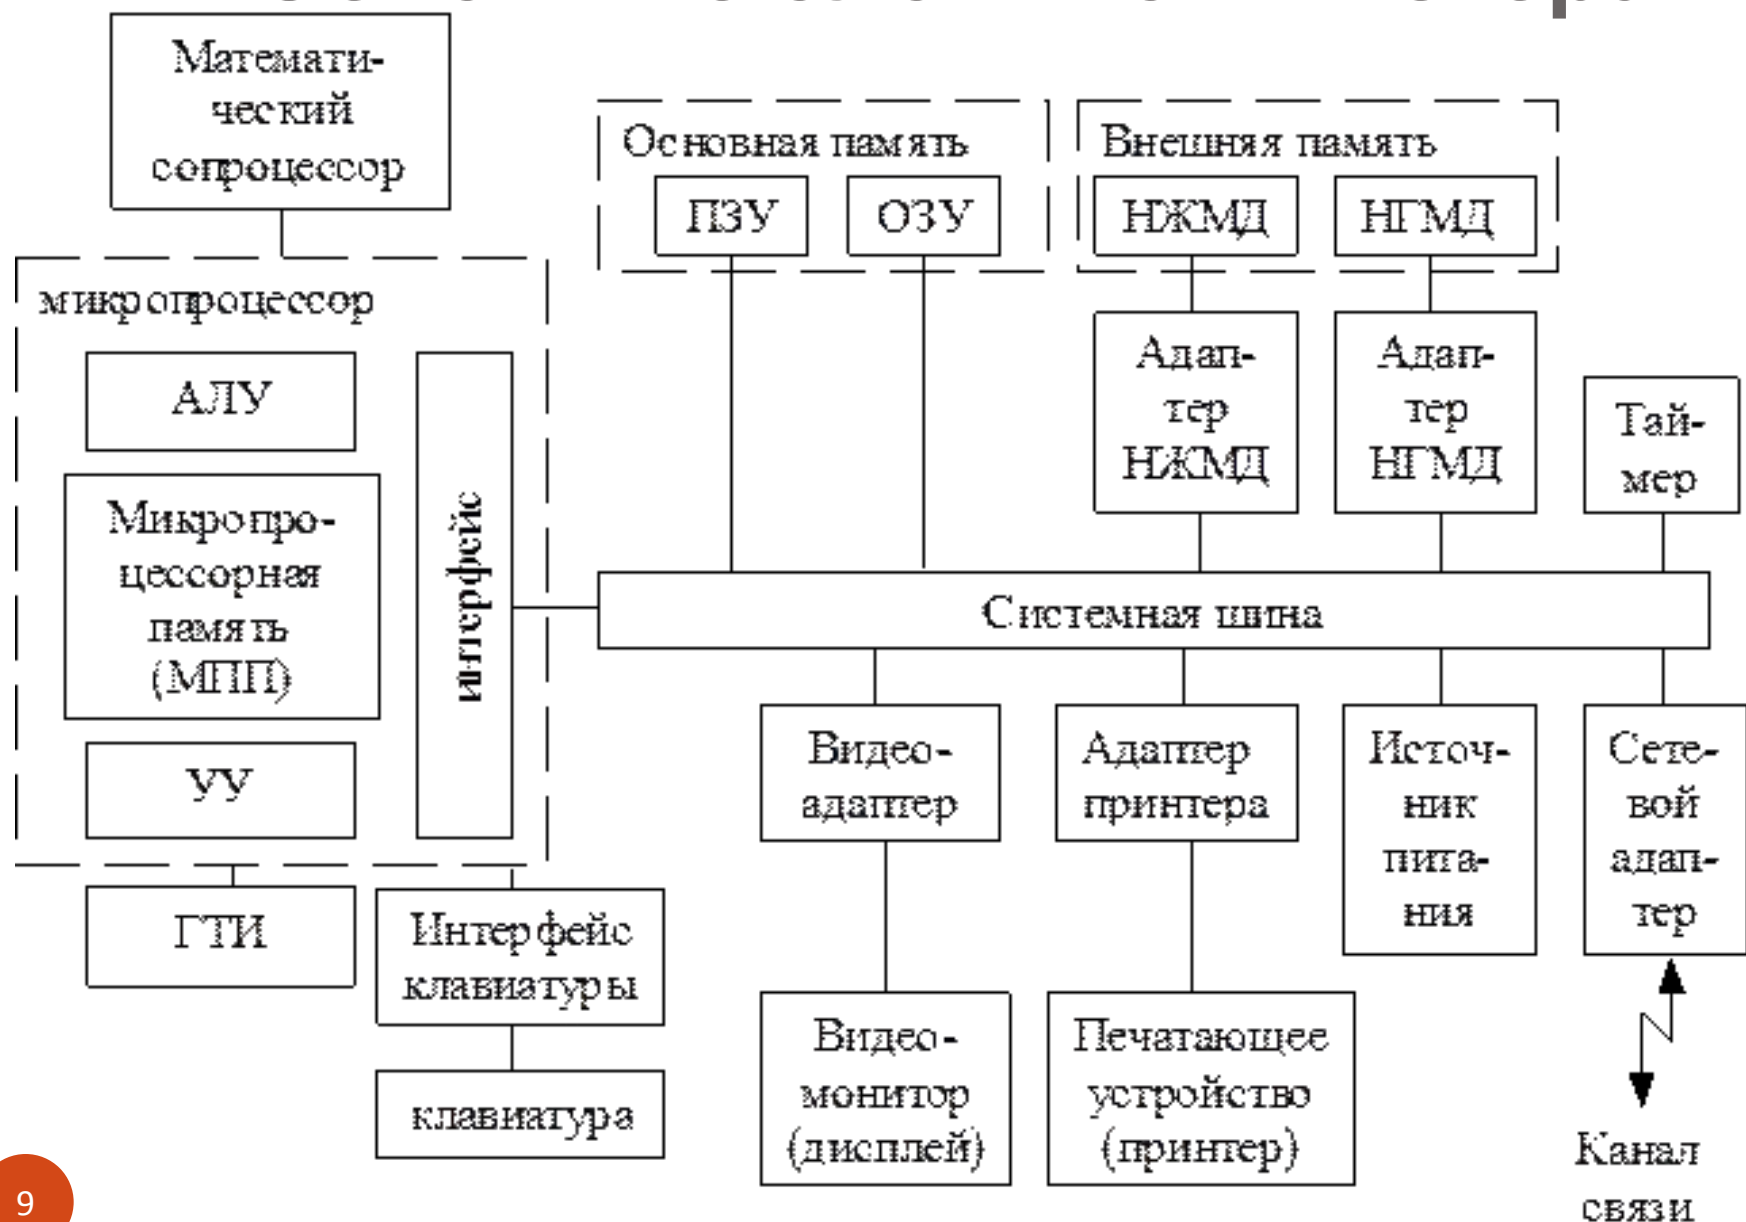 Математи-
ческий
сопроцессор
Основная память
ПЗУ
ОЗУ
Внешняя память
НЖМД
НГМД
микропроцессор
АЛУ
Микропро-
цессорная
память
(МПП)
УУ
интерфейс
Адап-
тер
НЖМД
Адап-
тер
НГМД
Тай-
мер
Системная шина
ГТИ
Интерфейс
клавиатуры
клавиатура
Видео-
адаптер
Адаптер
принтера
Источ-
ник
пита-
ния
Сете-
вой
адап-
тер
Видео-
монитор
(дисплей)
Печатающее
устройство
(принтер)
Канал
связи
9